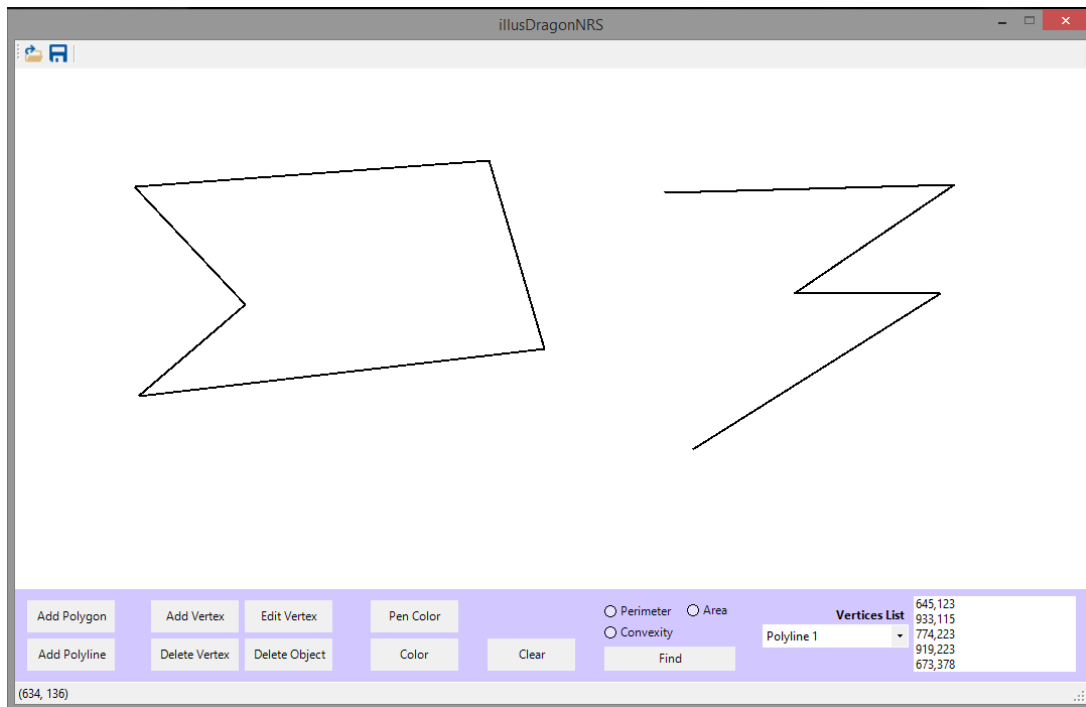 illusDragonNRS
Add Polygon
Add Vertex
Edit Vertex
Pen Color
Add Polyline
Delete Vertex
Delete Object
Color
Clear
Perimeter
Area
Convexity
Find
Vertices List
Polyline 1
645,123
933,115
774,223
919,223
673,378
(634, 136)